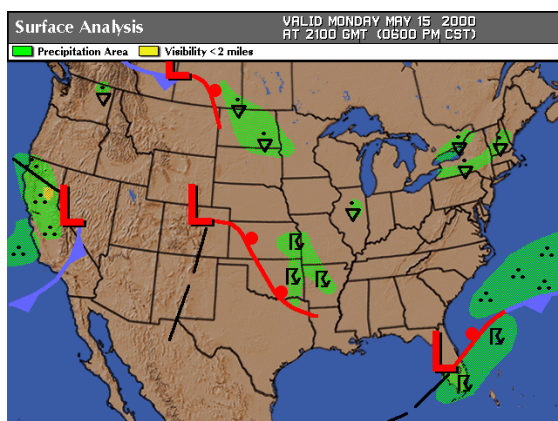 Surface Analysis
VALID MONDAY MAY 15 2000
AT 2100 GMT (0600 PM CST)
Precipitation Area
Visibility < 2 miles
L
L
L
L